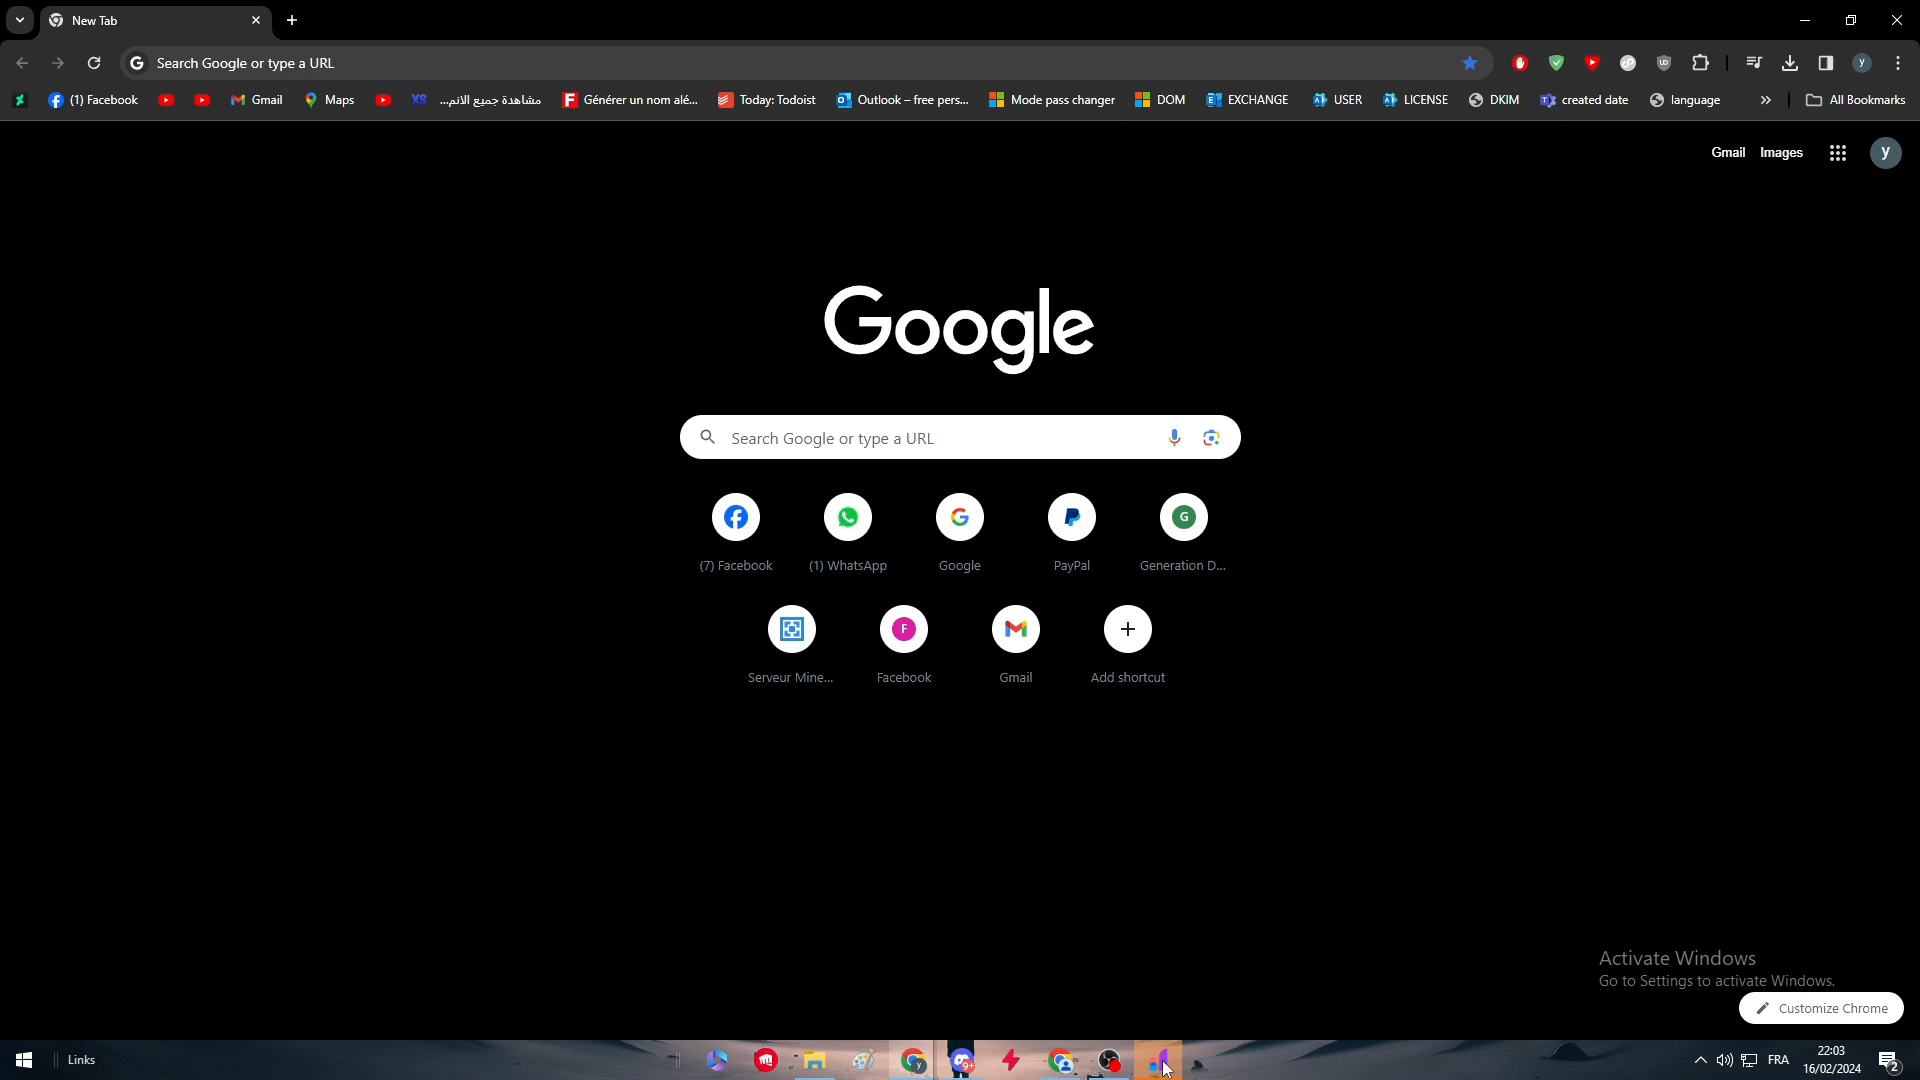 New Tab
Search Google or type a URL
(1) Facebook
Gmail
Maps
XS
مشاهدة جميع الانم...
Générer un nom alé...
Today: Todoist
Outlook – free pers...
Mode pass changer
DOM
EXCHANGE
USER
LICENSE
DKIM
created date
language
All Bookmarks
Gmail
Images
y
Google
Search Google or type a URL
G
(7) Facebook
(1) WhatsApp
Google
PayPal
Generation D...
F
Serveur Mine...
Facebook
Gmail
Add shortcut
Activate Windows
Go to Settings to activate Windows.
Customize Chrome
Links
9+
FRA
22:03
16/02/2024
2